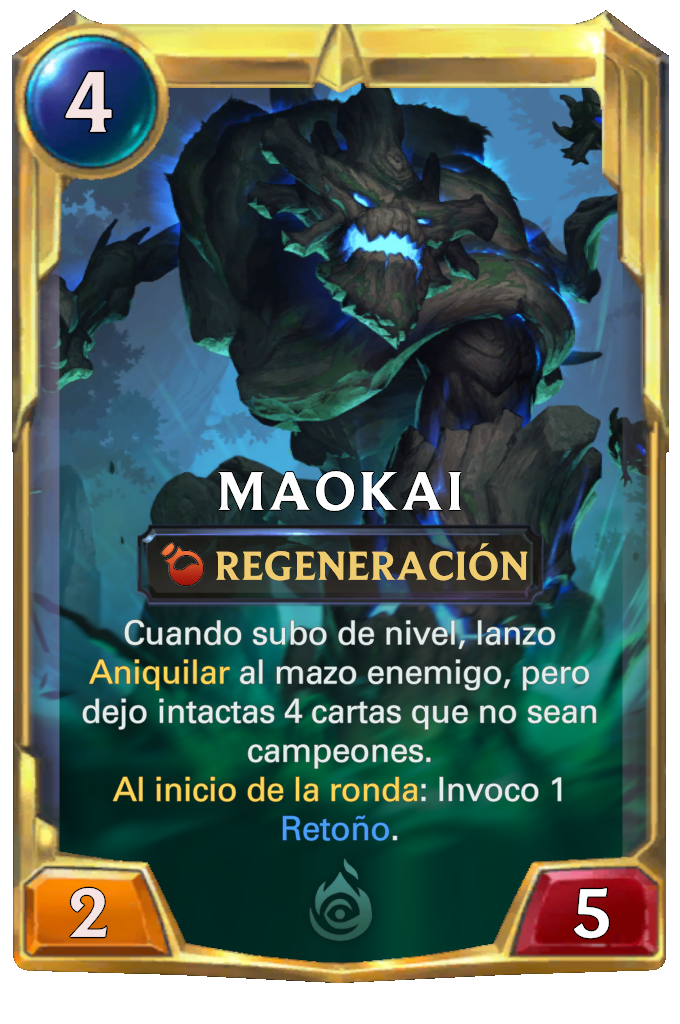 4
MAOKAI
REGENERACIÓN
Cuando subo de nivel, lanzo
Aniquilar al mazo enemigo, pero
dejo intactas 4 cartas que no sean
campeones.
Al inicio de la ronda: Invoco 1
Retoño.
2
5